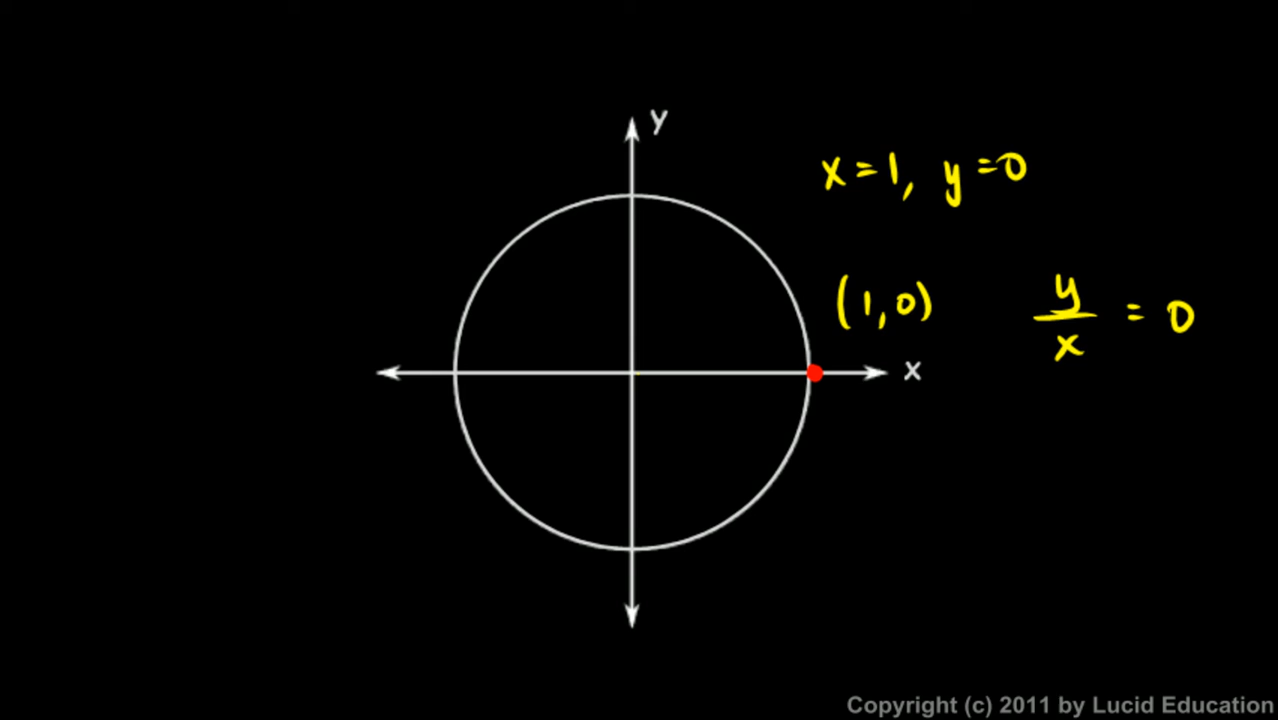 y
x = 1, y = 0
(1, 0)
y/x = 0
x
Copyright (c) 2011 by Lucid Education